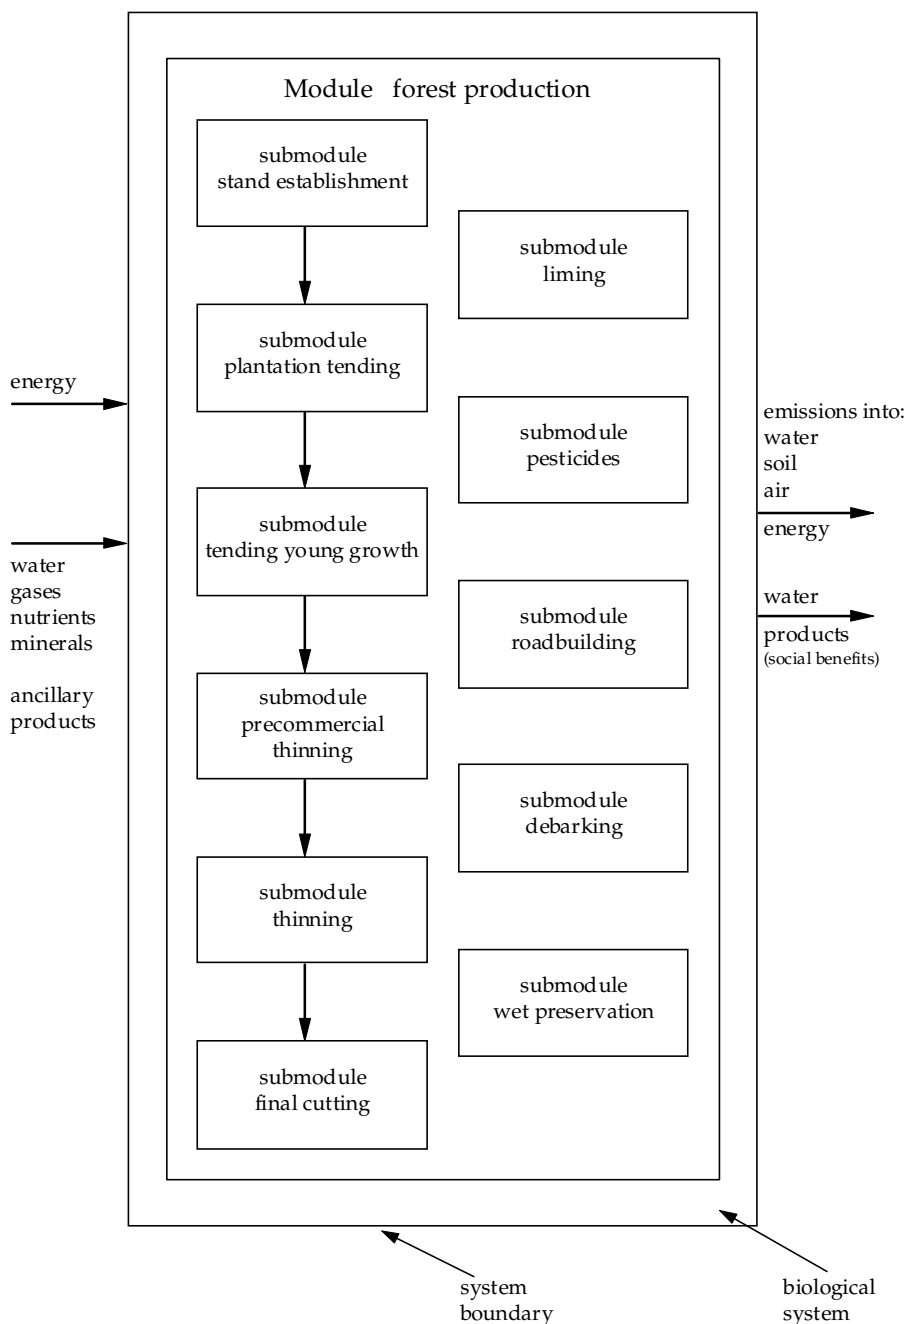 Module forest production
submodule
stand establishment
submodule
liming
submodule
plantation tending
energy
submodule
pesticides
emissions into:
water
soil
air
energy
submodule
tending young growth
water
gases
nutrients
minerals
ancillary
products
submodule
roadbuilding
water
products
(social benefits)
submodule
precommercial
thinning
submodule
debarking
submodule
thinning
submodule
wet preservation
submodule
final cutting
system
boundary
biological
system